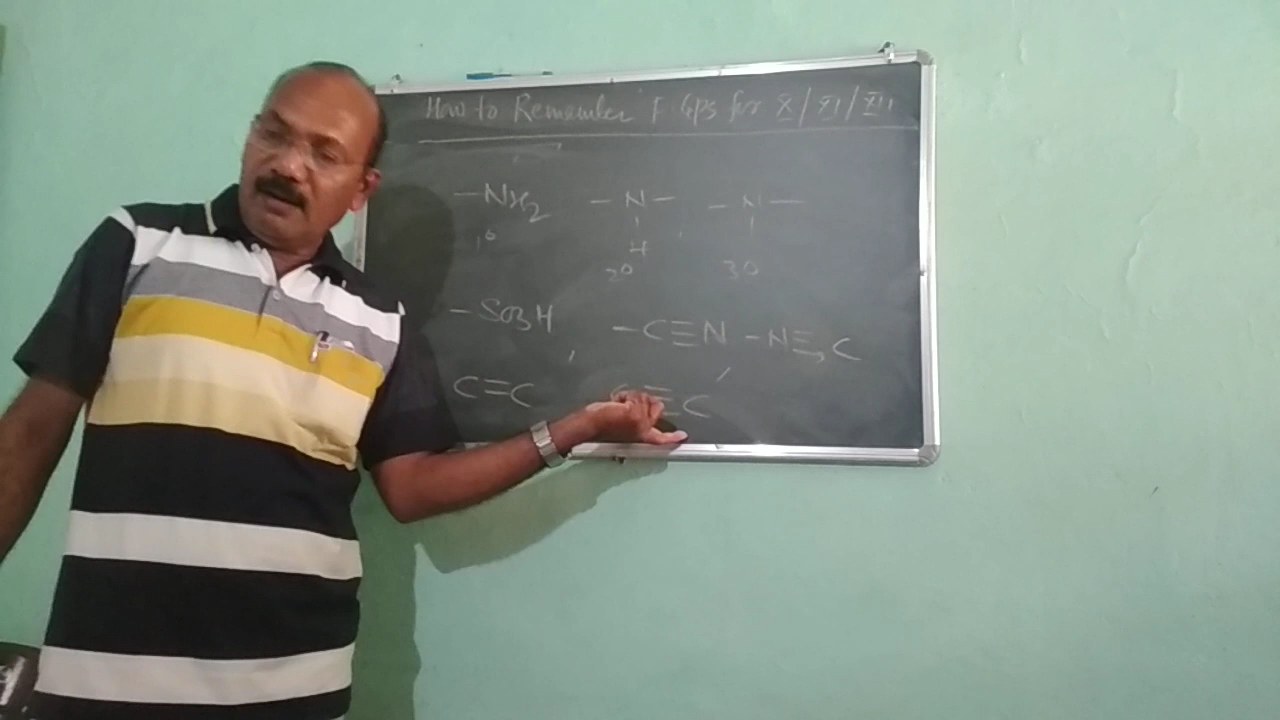 How to Remember F. Gps for X/XI/XII
-NH2 -N- -N-
1° H
2° 3°
-SO3H -C≡N -N≡C
, ,
C=C C≡C